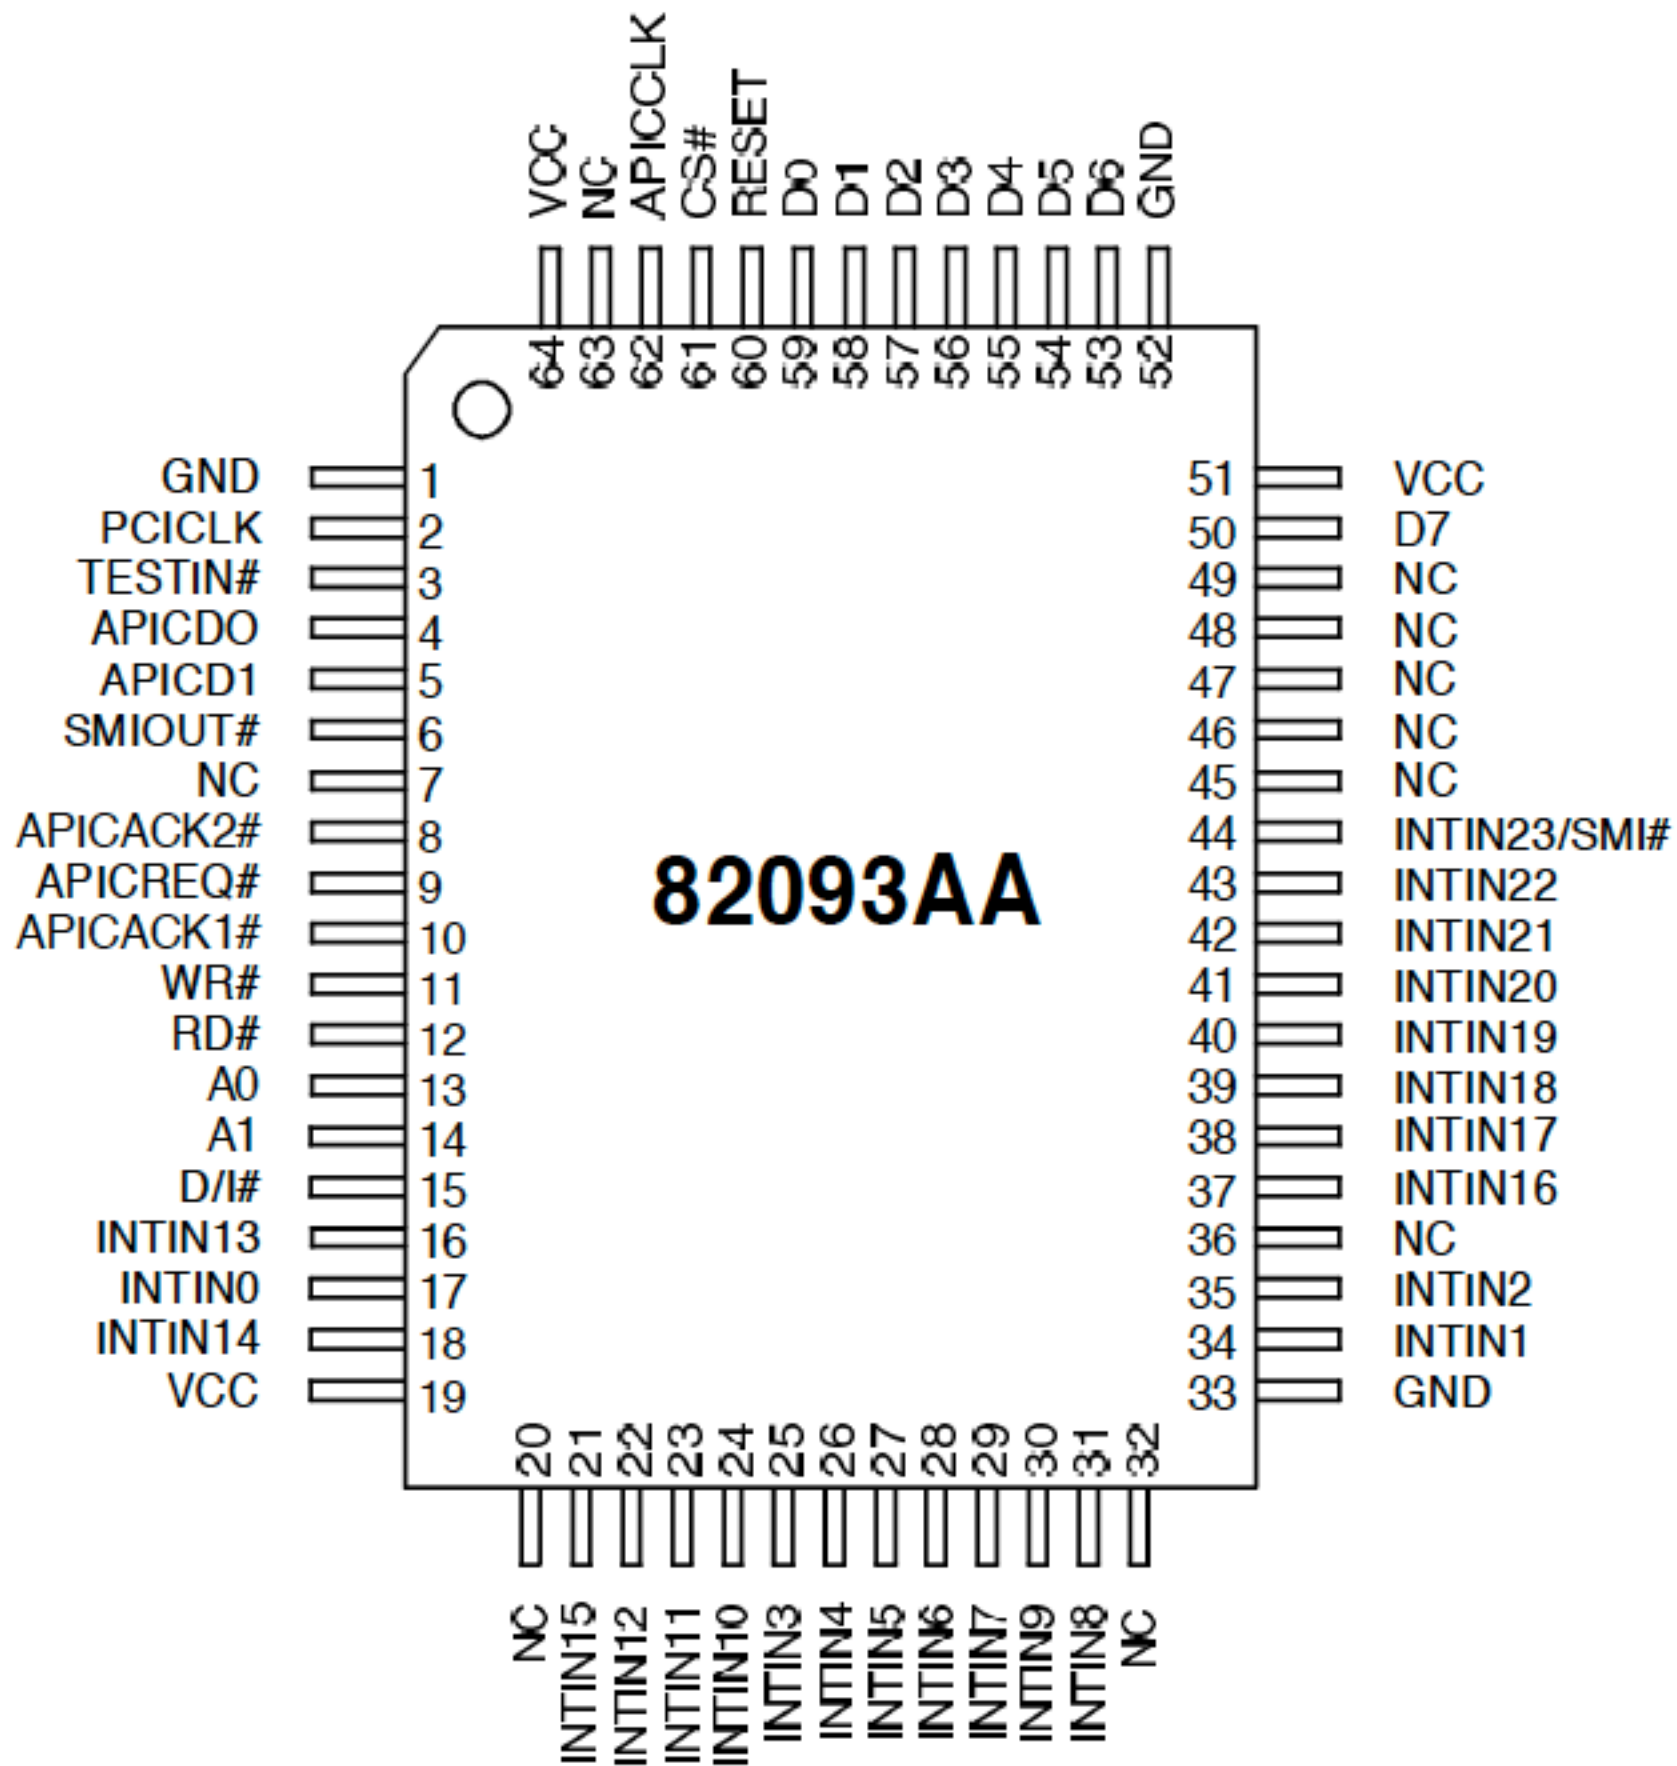 VCC NC APICCLK CS# RESET D0 D1 D2 D3 D4 D5 D6 GND
64 63 62 61 60 59 58 57 56 55 54 53 52
GND 1 51 VCC
PCICLK 2 50 D7
TESTIN# 3 49 NC
APICDO 4 48 NC
APICD1 5 47 NC
SMIOUT# 6 46 NC
NC 7 45 NC
APICACK2# 8 44 INTIN23/SMI#
APICREQ# 9 43 INTIN22
82093AA
APICACK1# 10 42 INTIN21
WR# 11 41 INTIN20
RD# 12 40 INTIN19
A0 13 39 INTIN18
A1 14 38 INTIN17
D/I# 15 37 INTIN16
INTIN13 16 36 NC
INTIN0 17 35 INTIN2
INTIN14 18 34 INTIN1
VCC 19 33 GND
20 21 22 23 24 25 26 27 28 29 30 31 32
NC INTIN15 INTIN12 INTIN11 INTIN10 INTIN3 INTIN4 INTIN5 INTIN6 INTIN7 INTIN9 INTIN8 NC